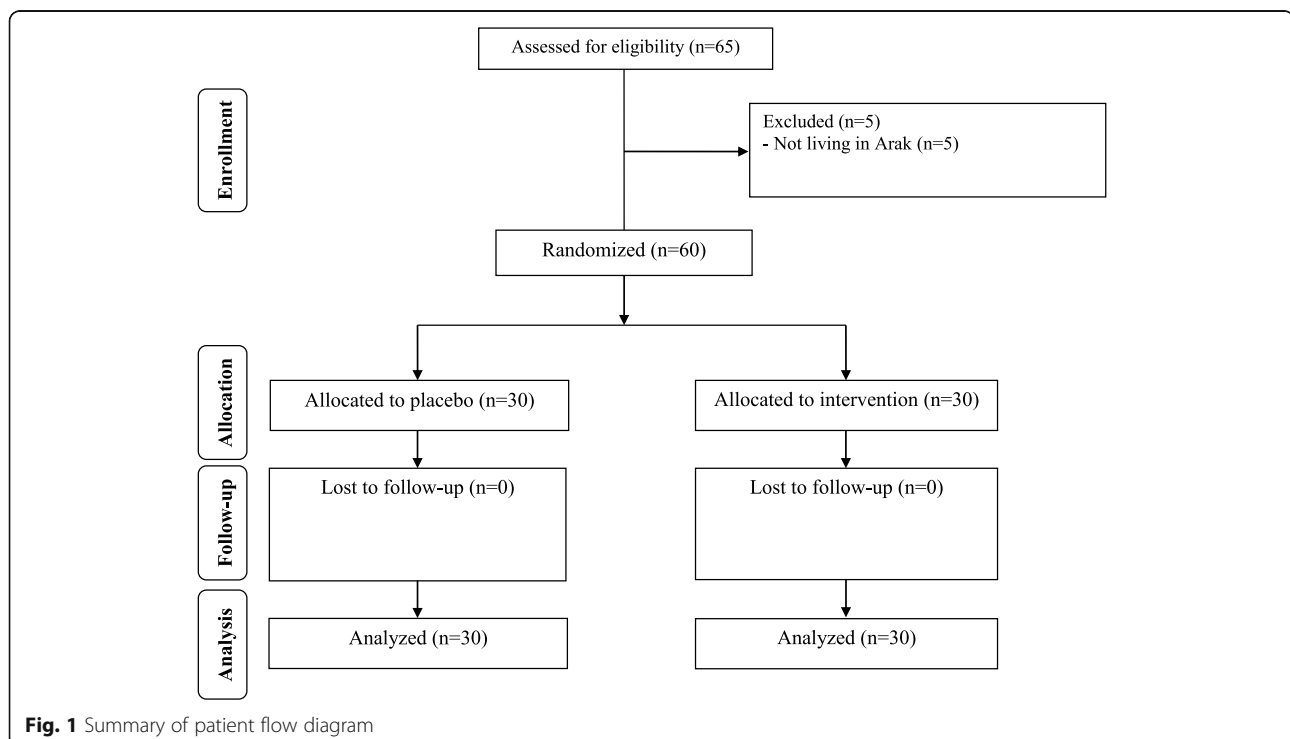 Assessed for eligibility (n=65)
Enrollment
Excluded (n=5)
- Not living in Arak (n=5)
Randomized (n=60)
Allocation
Allocated to placebo (n=30)
Allocated to intervention (n=30)
Follow-up
Lost to follow-up (n=0)
Lost to follow-up (n=0)
Analysis
Analyzed (n=30)
Analyzed (n=30)
Fig. 1 Summary of patient flow diagram